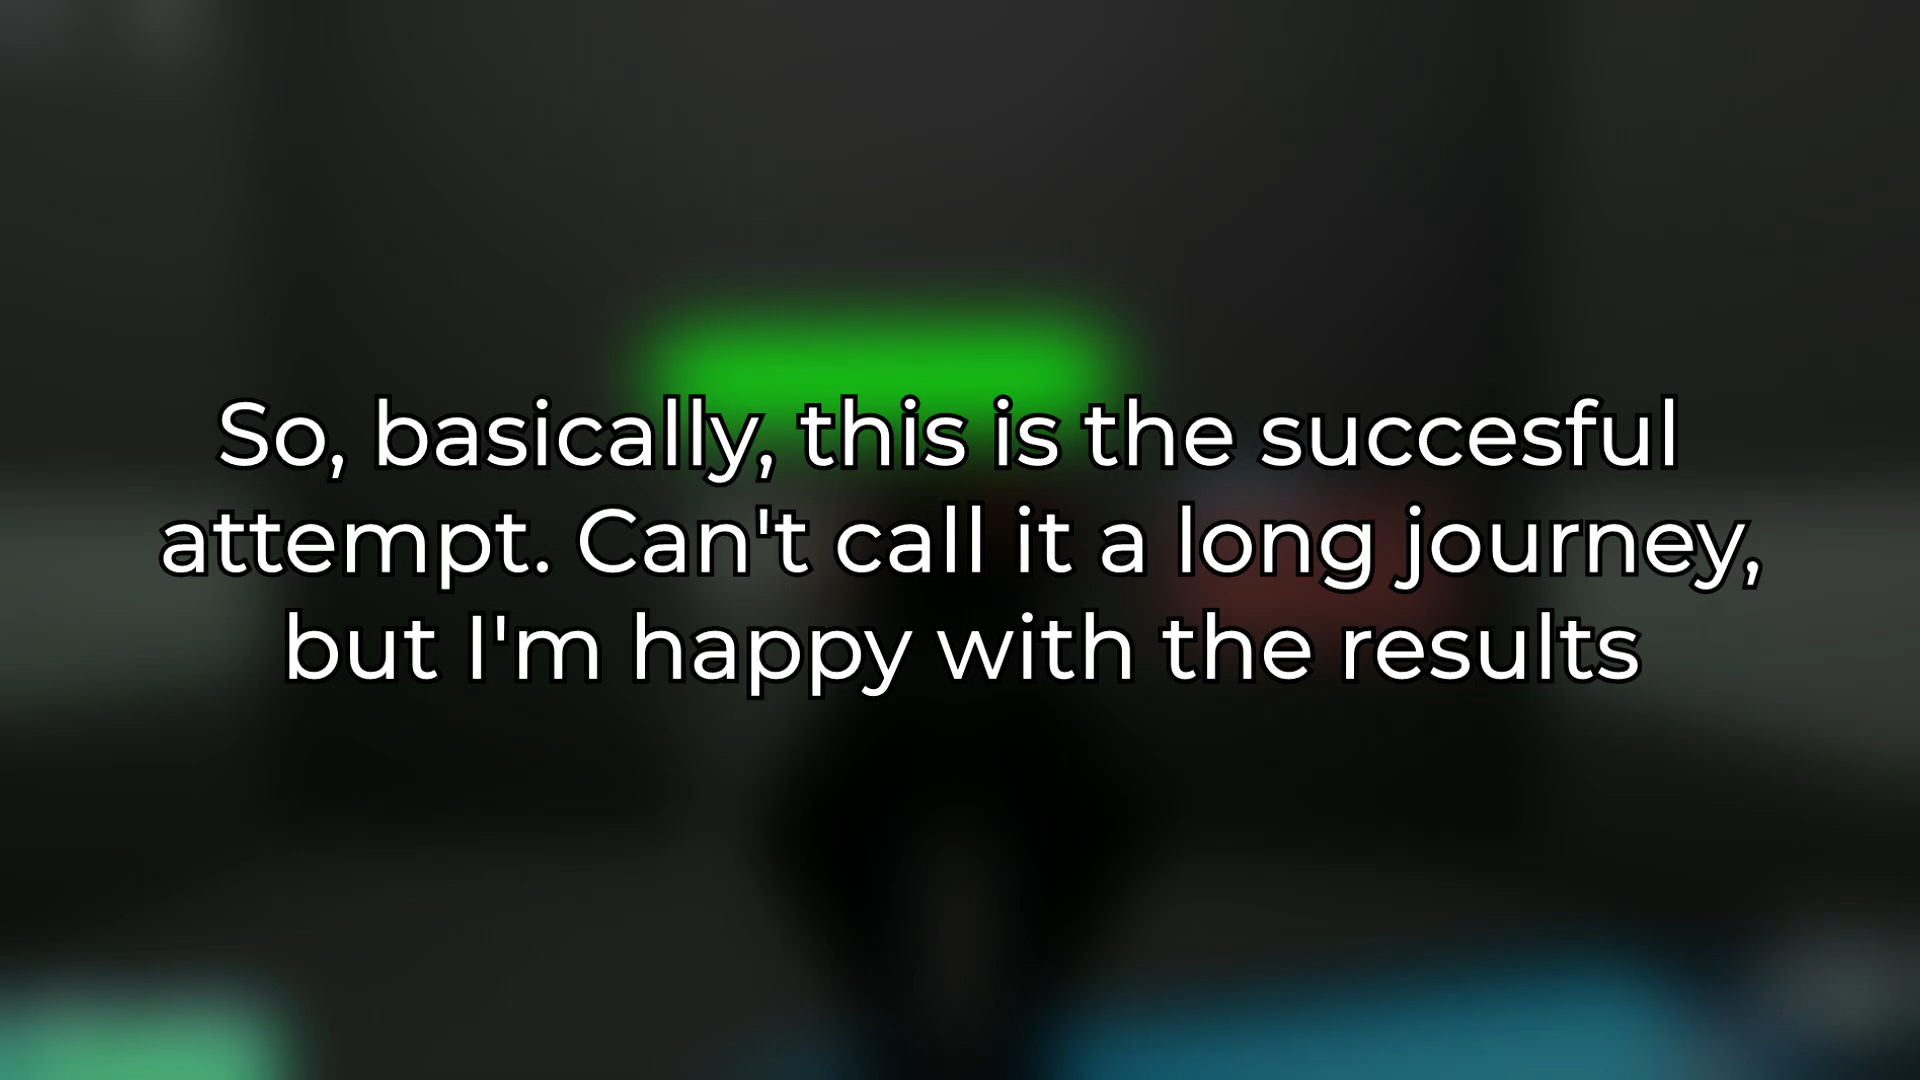 So, basically, this is the succesful
attempt. Can't call it a long journey,
but I'm happy with the results